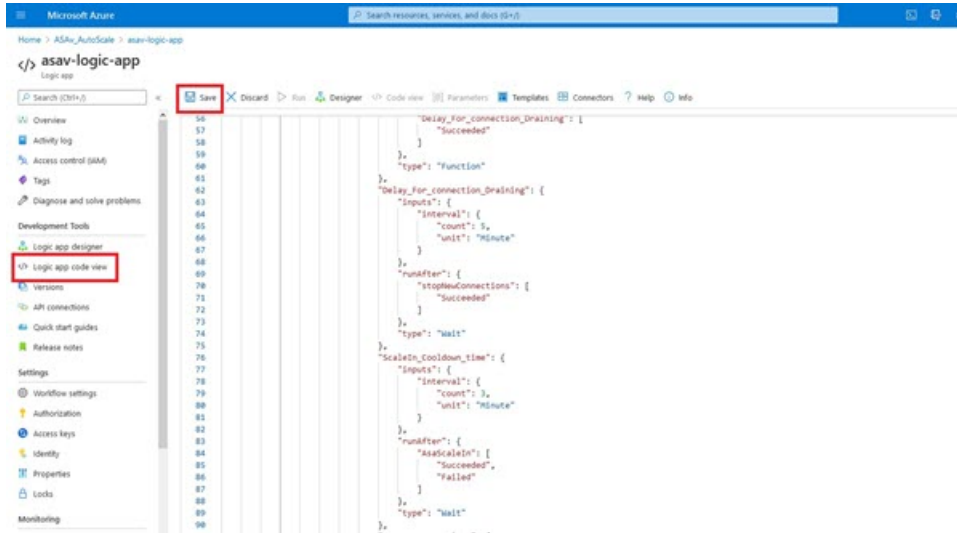 Microsoft Azure
Search resources, services, and docs (G+/)
Home > ASAv_AutoScale > asav-logic-app
</> asav-logic-app
Logic app
Search (Ctrl+/)
«
Save
Discard
Run
Designer
</> Code view
Parameters
Templates
Connectors
? Help
Info
Overview
Activity log
Access control (IAM)
Tags
Diagnose and solve problems
Development Tools
Logic app designer
</> Logic app code view
Versions
API connections
Quick start guides
Release notes
Settings
Workflow settings
Authorization
Access keys
Identity
Properties
Locks
Monitoring
56 "Delay_For_connection_Draining": [
57 "Succeeded"
58 ]
59 },
60 "type": "Function"
61 },
62 "Delay_For_connection_Draining": {
63 "inputs": {
64 "interval": {
65 "count": 5,
66 "unit": "Minute"
67 }
68 },
69 "runAfter": {
70 "stopNewConnections": [
71 "Succeeded"
72 ]
73 },
74 "type": "Wait"
75 },
76 "ScaleIn_Cooldown_time": {
77 "inputs": {
78 "interval": {
79 "count": 3,
80 "unit": "Minute"
81 }
82 },
83 "runAfter": {
84 "AsaScaleIn": [
85 "Succeeded",
86 "Failed"
87 ]
88 },
89 "type": "Wait"
90 },